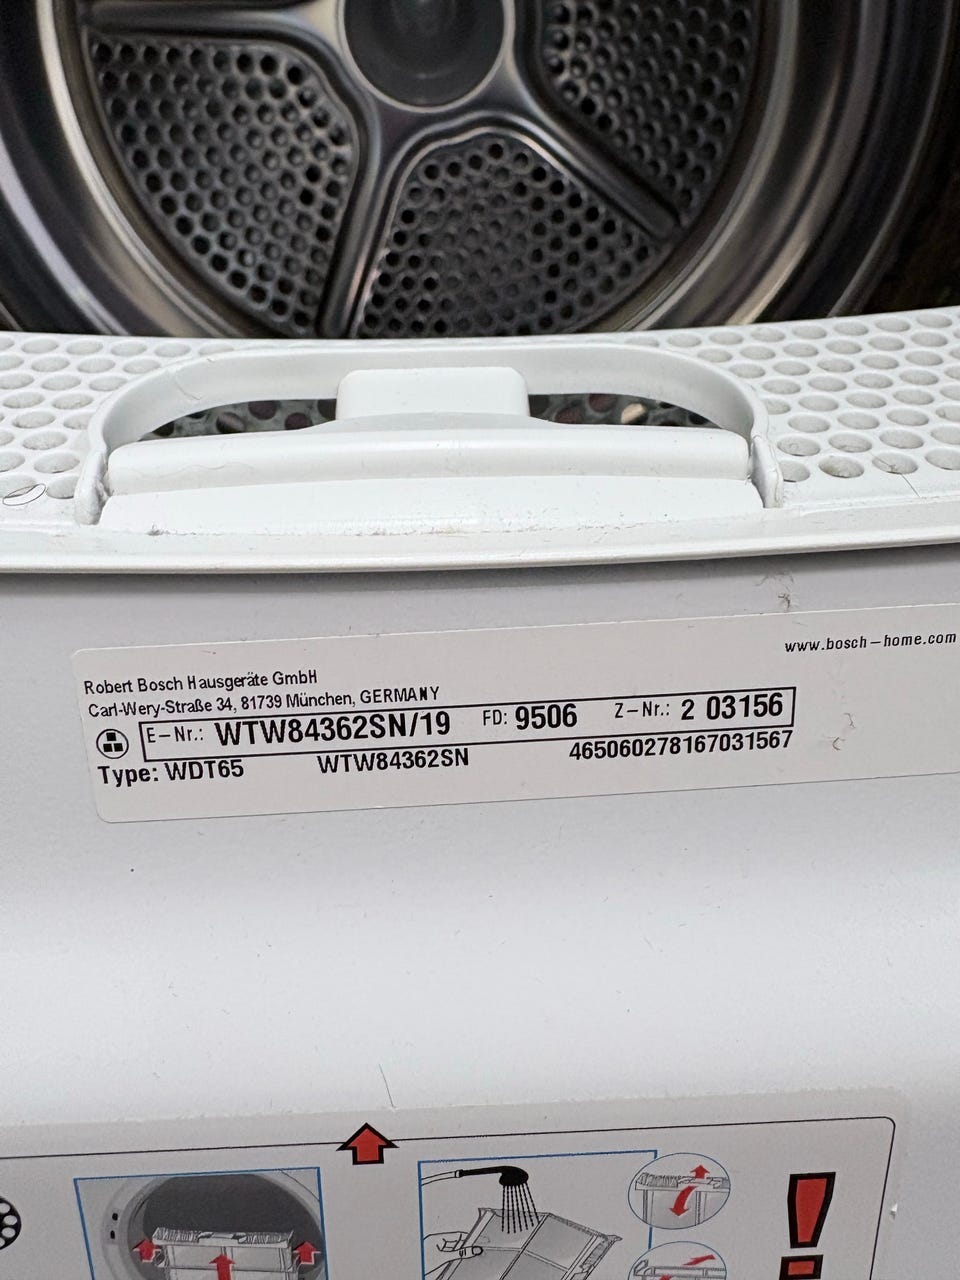 www.bosch-home.com
Robert Bosch Hausgeräte GmbH
Carl-Wery-Straße 34, 81739 München, GERMANY
E-Nr.: WTW84362SN/19 FD: 9506 Z-Nr.: 2 03156
Type: WDT65 WTW84362SN 465060278167031567